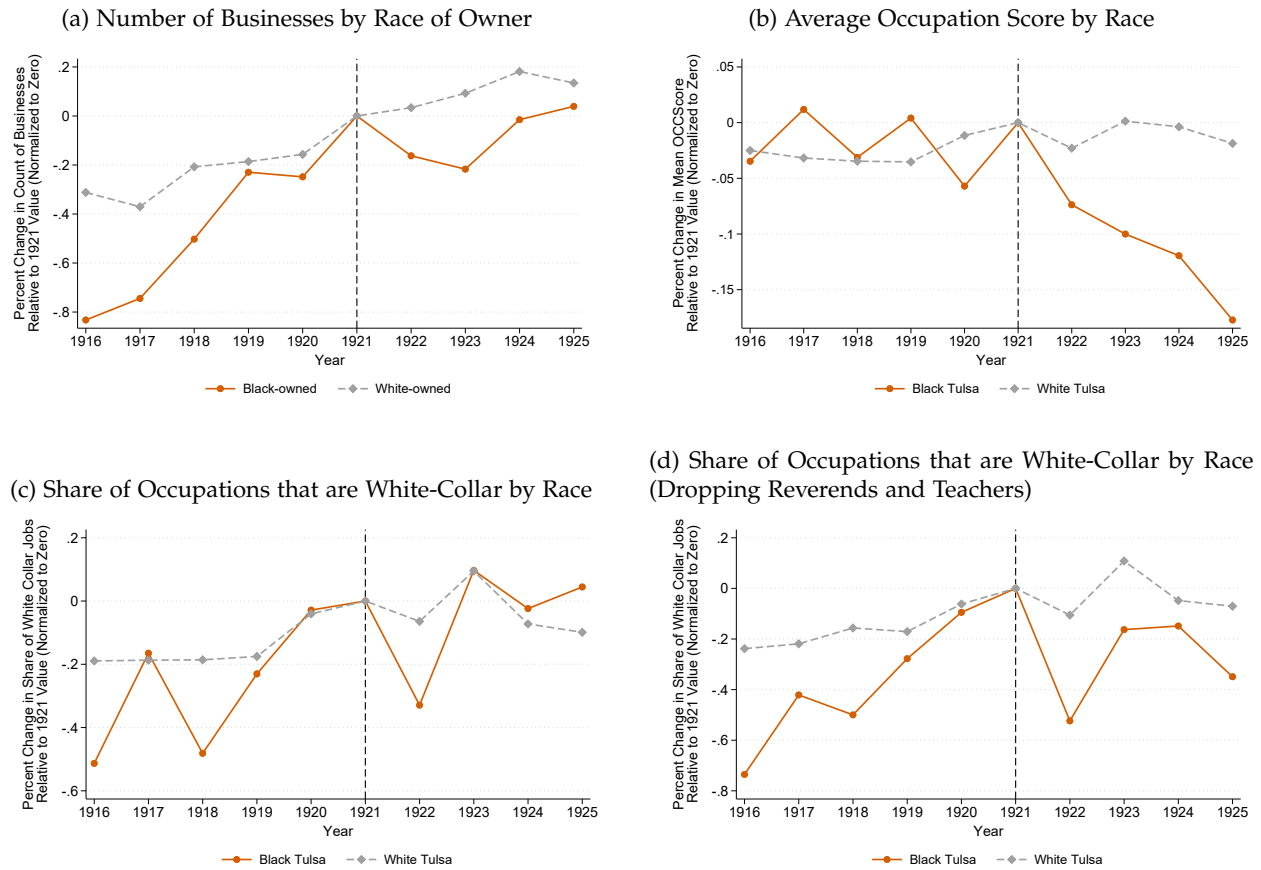 (a) Number of Businesses by Race of Owner
Percent Change in Count of Businesses
Relative to 1921 Value (Normalized to Zero)
.2
0
-.2
-.4
-.6
-.8
1916 1917 1918 1919 1920 1921 1922 1923 1924 1925
Year
Black-owned White-owned
(b) Average Occupation Score by Race
Percent Change in Mean OCCScore
Relative to 1921 Value (Normalized to Zero)
.05
0
-.05
-.1
-.15
1916 1917 1918 1919 1920 1921 1922 1923 1924 1925
Year
Black Tulsa White Tulsa
(c) Share of Occupations that are White-Collar by Race
Percent Change in Share of White Collar Jobs
Relative to 1921 Value (Normalized to Zero)
.2
0
-.2
-.4
-.6
1916 1917 1918 1919 1920 1921 1922 1923 1924 1925
Year
Black Tulsa White Tulsa
(d) Share of Occupations that are White-Collar by Race
(Dropping Reverends and Teachers)
Percent Change in Share of White Collar Jobs
Relative to 1921 Value (Normalized to Zero)
.2
0
-.2
-.4
-.6
-.8
1916 1917 1918 1919 1920 1921 1922 1923 1924 1925
Year
Black Tulsa White Tulsa